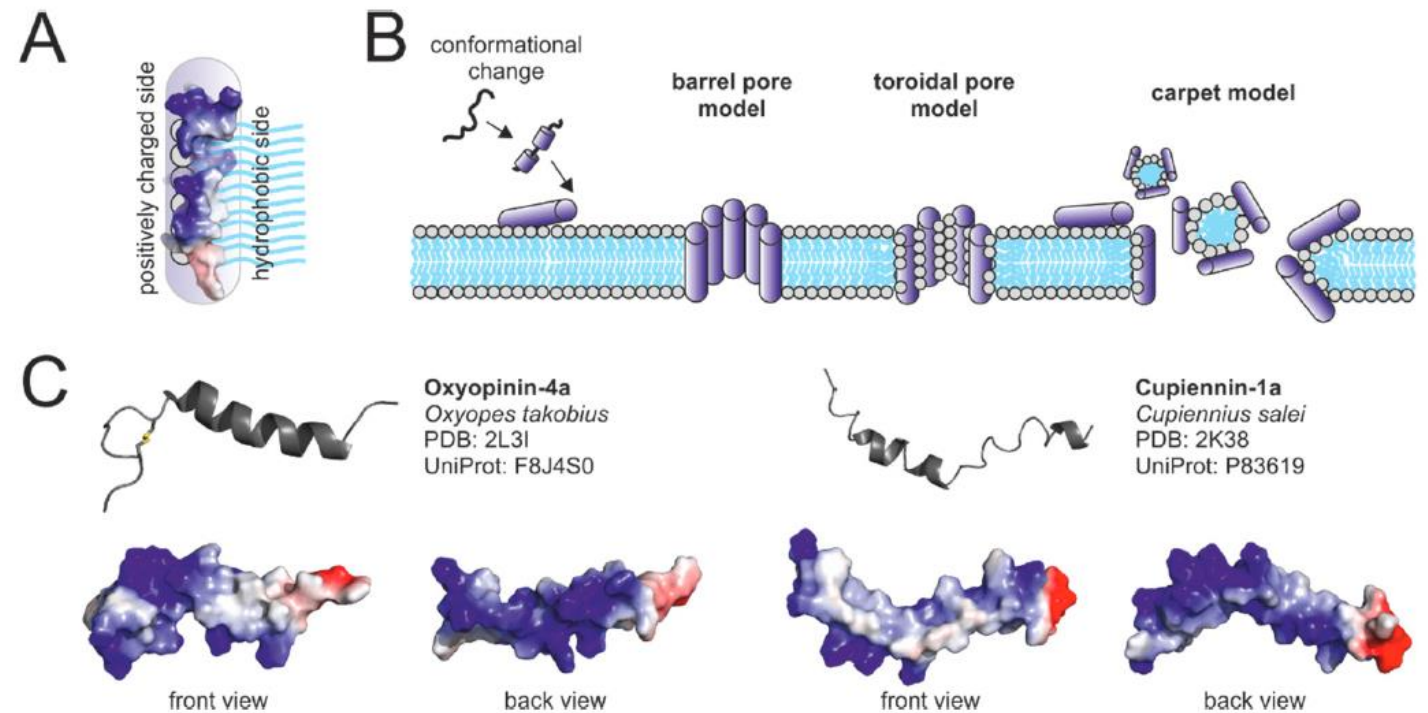 A
positively charged side
hydrophobic side
B
conformational
change
barrel pore
model
toroidal pore
model
carpet model
C
Oxyopinin-4a
Oxyopes takobius
PDB: 2L3I
UniProt: F8J4S0
Cupiennin-1a
Cupiennius salei
PDB: 2K38
UniProt: P83619
front view
back view
front view
back view